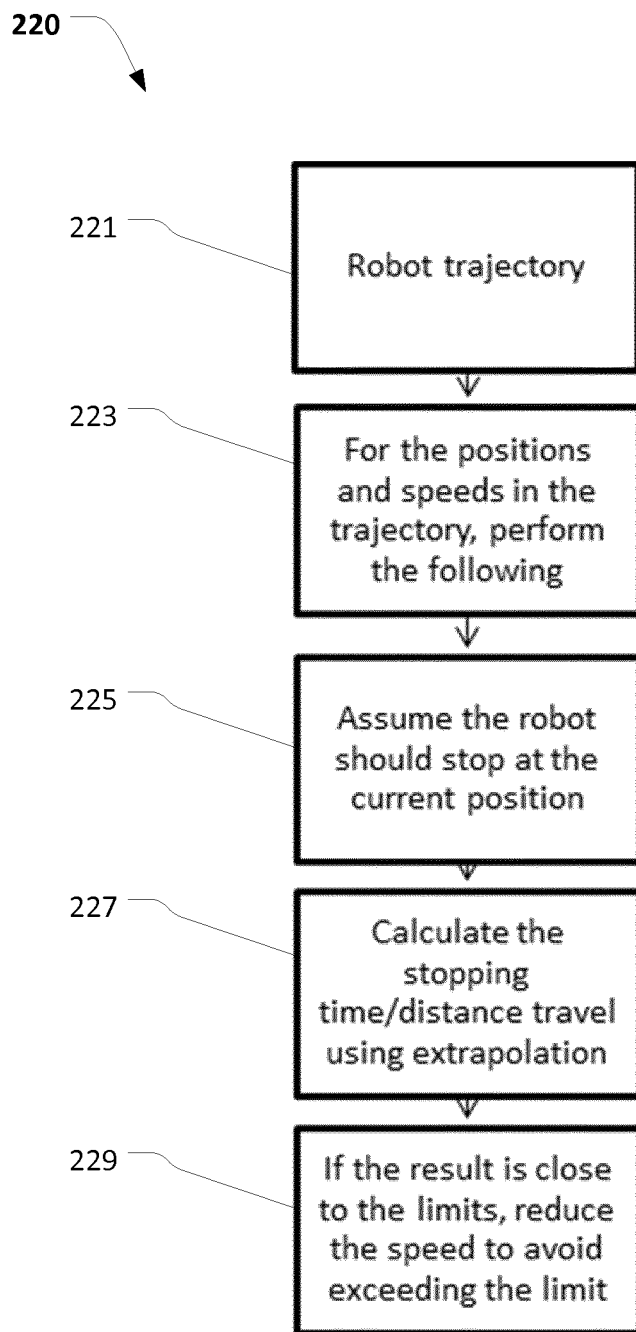 220
221
Robot trajectory
223
For the positions
and speeds in the
trajectory, perform
the following
225
Assume the robot
should stop at the
current position
227
Calculate the
stopping
time/distance travel
using extrapolation
229
If the result is close
to the limits, reduce
the speed to avoid
exceeding the limit